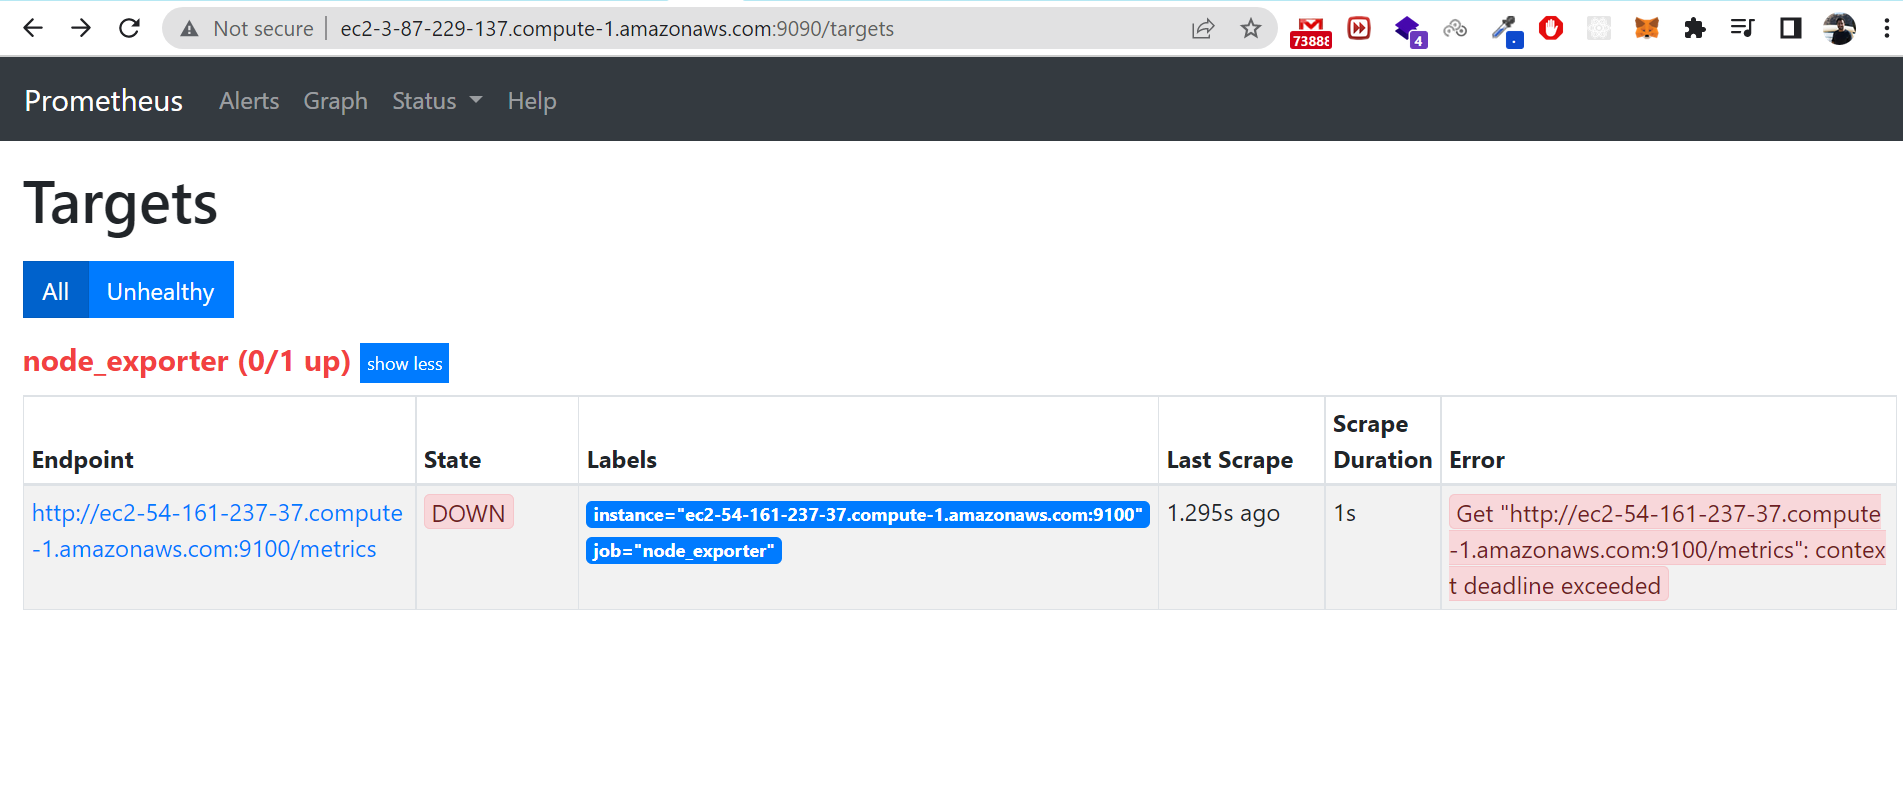 Not secure ec2-3-87-229-137.compute-1.amazonaws.com:9090/targets
4
Prometheus Alerts Graph Status Help
Targets
All Unhealthy
node_exporter (0/1 up) show less
Endpoint State Labels Last Scrape Scrape Duration Error
http://ec2-54-161-237-37.compute
-1.amazonaws.com:9100/metrics
DOWN
instance="ec2-54-161-237-37.compute-1.amazonaws.com:9100"
job="node_exporter"
1.295s ago
1s
Get "http://ec2-54-161-237-37.compute
-1.amazonaws.com:9100/metrics": contex
t deadline exceeded